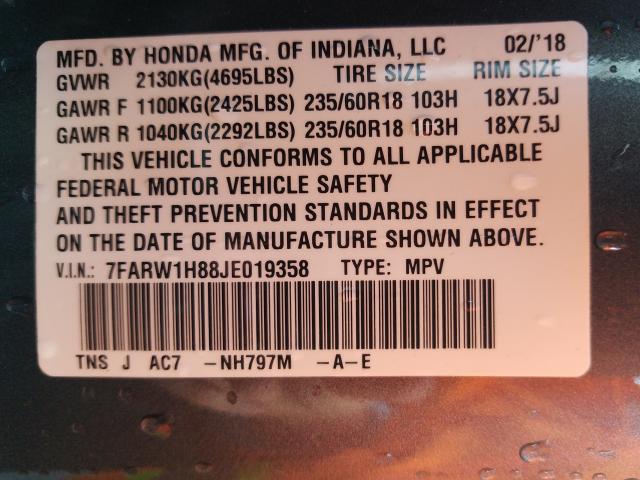 MFD. BY HONDA MFG. OF INDIANA, LLC 02/'18
GVWR 2130KG(4695LBS) TIRE SIZE RIM SIZE
GAWR F 1100KG(2425LBS) 235/60R18 103H 18X7.5J
GAWR R 1040KG(2292LBS) 235/60R18 103H 18X7.5J
THIS VEHICLE CONFORMS TO ALL APPLICABLE
FEDERAL MOTOR VEHICLE SAFETY
AND THEFT PREVENTION STANDARDS IN EFFECT
ON THE DATE OF MANUFACTURE SHOWN ABOVE.
V.I.N.: 7FARW1H88JE019358 TYPE: MPV
TNS J AC7 -NH797M -A-E